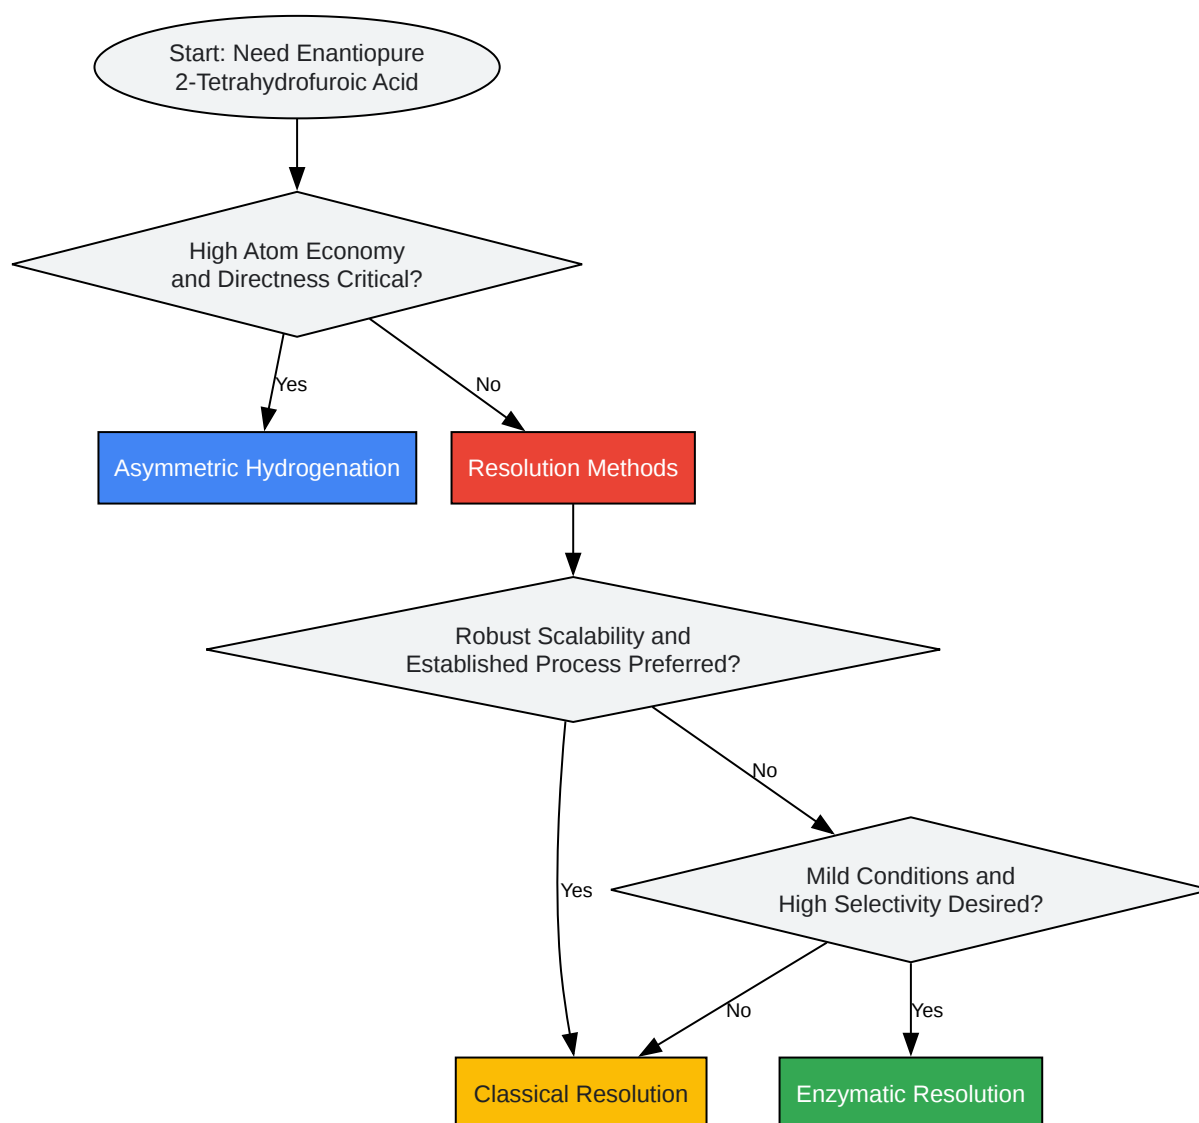 Start: Need Enantiopure
2-Tetrahydrofuroic Acid
High Atom Economy
and Directness Critical?
Yes
No
Asymmetric Hydrogenation
Resolution Methods
Robust Scalability and
Established Process Preferred?
No
Yes
Mild Conditions and
High Selectivity Desired?
No
Yes
Classical Resolution
Enzymatic Resolution